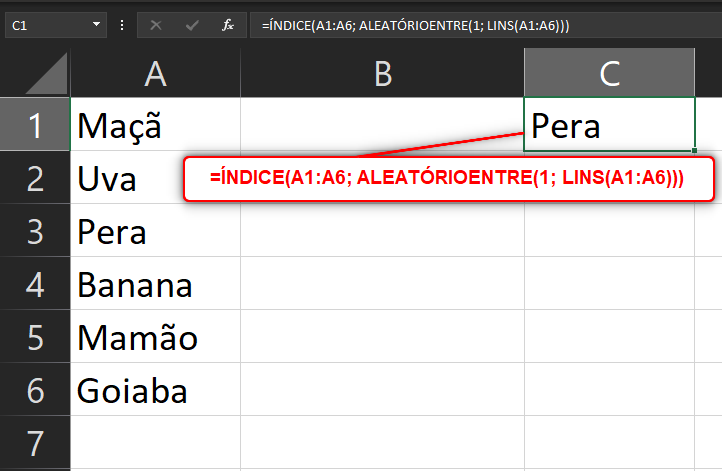 C1 fx =ÍNDICE(A1:A6; ALEATÓRIOENTRE(1; LINS(A1:A6)))
A B C
1 Maçã Pera
=ÍNDICE(A1:A6; ALEATÓRIOENTRE(1; LINS(A1:A6)))
2 Uva
3 Pera
4 Banana
5 Mamão
6 Goiaba
7